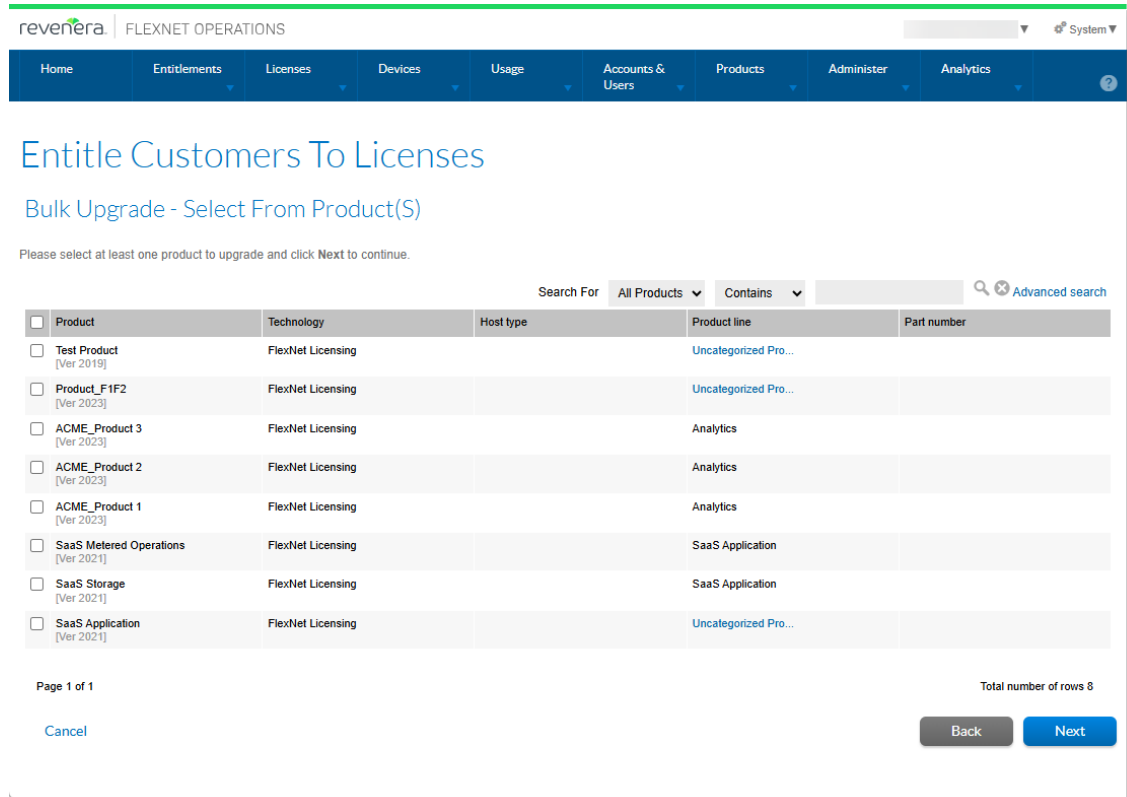 revenera. FLEXNET OPERATIONS
System
Home Entitlements Licenses Devices Usage Accounts & Users Products Administer Analytics ?
Entitle Customers To Licenses
Bulk Upgrade - Select From Product(S)
Please select at least one product to upgrade and click Next to continue.
Search For All Products Contains Advanced search
Product Technology Host type Product line Part number
Test Product FlexNet Licensing Uncategorized Pro...
[Ver 2019]
Product_F1F2 FlexNet Licensing Uncategorized Pro...
[Ver 2023]
ACME_Product 3 FlexNet Licensing Analytics
[Ver 2023]
ACME_Product 2 FlexNet Licensing Analytics
[Ver 2023]
ACME_Product 1 FlexNet Licensing Analytics
[Ver 2023]
SaaS Metered Operations FlexNet Licensing SaaS Application
[Ver 2021]
SaaS Storage FlexNet Licensing SaaS Application
[Ver 2021]
SaaS Application FlexNet Licensing Uncategorized Pro...
[Ver 2021]
Page 1 of 1 Total number of rows 8
Cancel Back Next